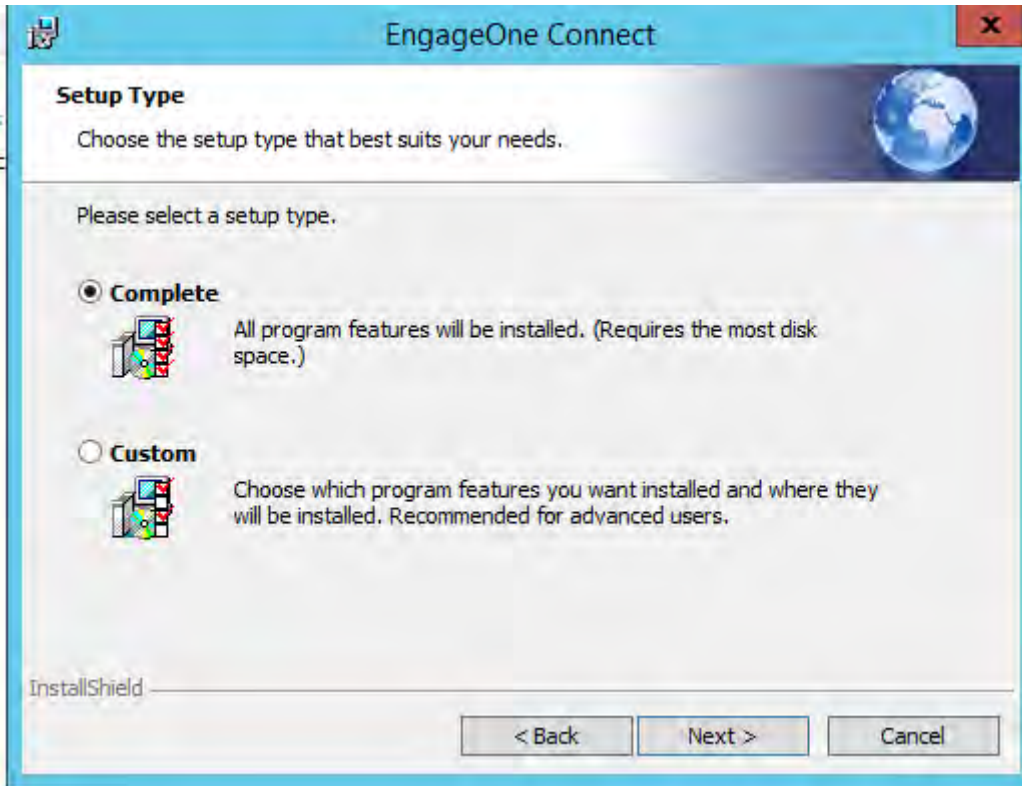 EngageOne Connect
x
Setup Type
Choose the setup type that best suits your needs.
Please select a setup type.
Complete
All program features will be installed. (Requires the most disk
space.)
Custom
Choose which program features you want installed and where they
will be installed. Recommended for advanced users.
InstallShield
< Back
Next >
Cancel